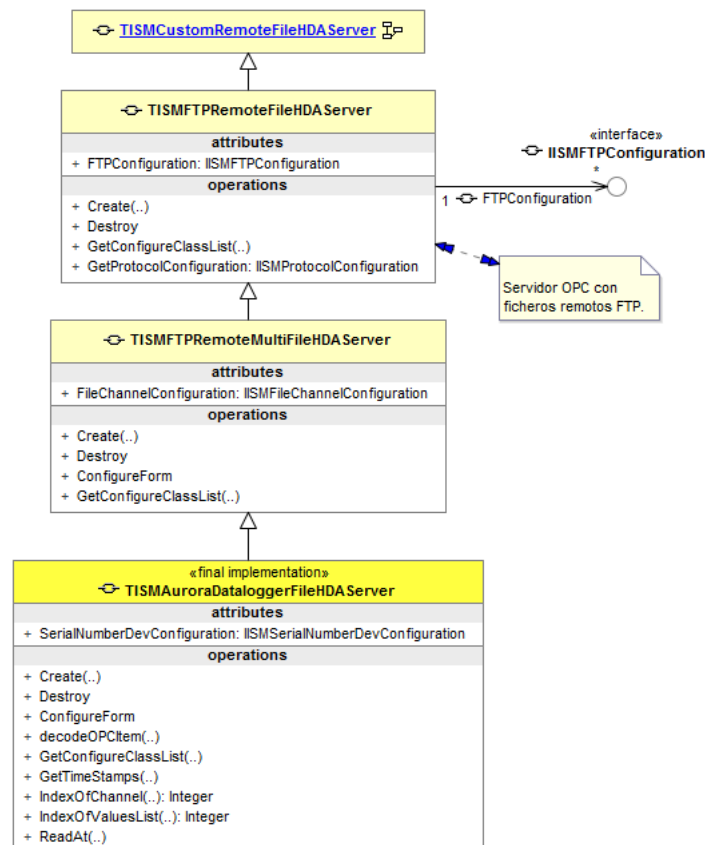 TISMCustomRemoteFileHDAServer
TISMFTPRemoteFileHDAServer
attributes
+ FTPConfiguration: IISMFTPConfiguration
operations
+ Create(..)
+ Destroy
+ GetConfigureClassList(..)
+ GetProtocolConfiguration: IISMProtocolConfiguration
«interface»
IISMFTPConfiguration
*
1 FTPConfiguration
Servidor OPC con
ficheros remotos FTP.
TISMFTPRemoteMultiFileHDAServer
attributes
+ FileChannelConfiguration: IISMFileChannelConfiguration
operations
+ Create(..)
+ Destroy
+ ConfigureForm
+ GetConfigureClassList(..)
«final implementation»
TISMAuroraDataloggerFileHDAServer
attributes
+ SerialNumberDevConfiguration: IISMSerialNumberDevConfiguration
operations
+ Create(..)
+ Destroy
+ ConfigureForm
+ decodeOPCItem(..)
+ GetConfigureClassList(..)
+ GetTimeStamps(..)
+ IndexOfChannel(..): Integer
+ IndexOfValuesList(..): Integer
+ ReadAt(..)